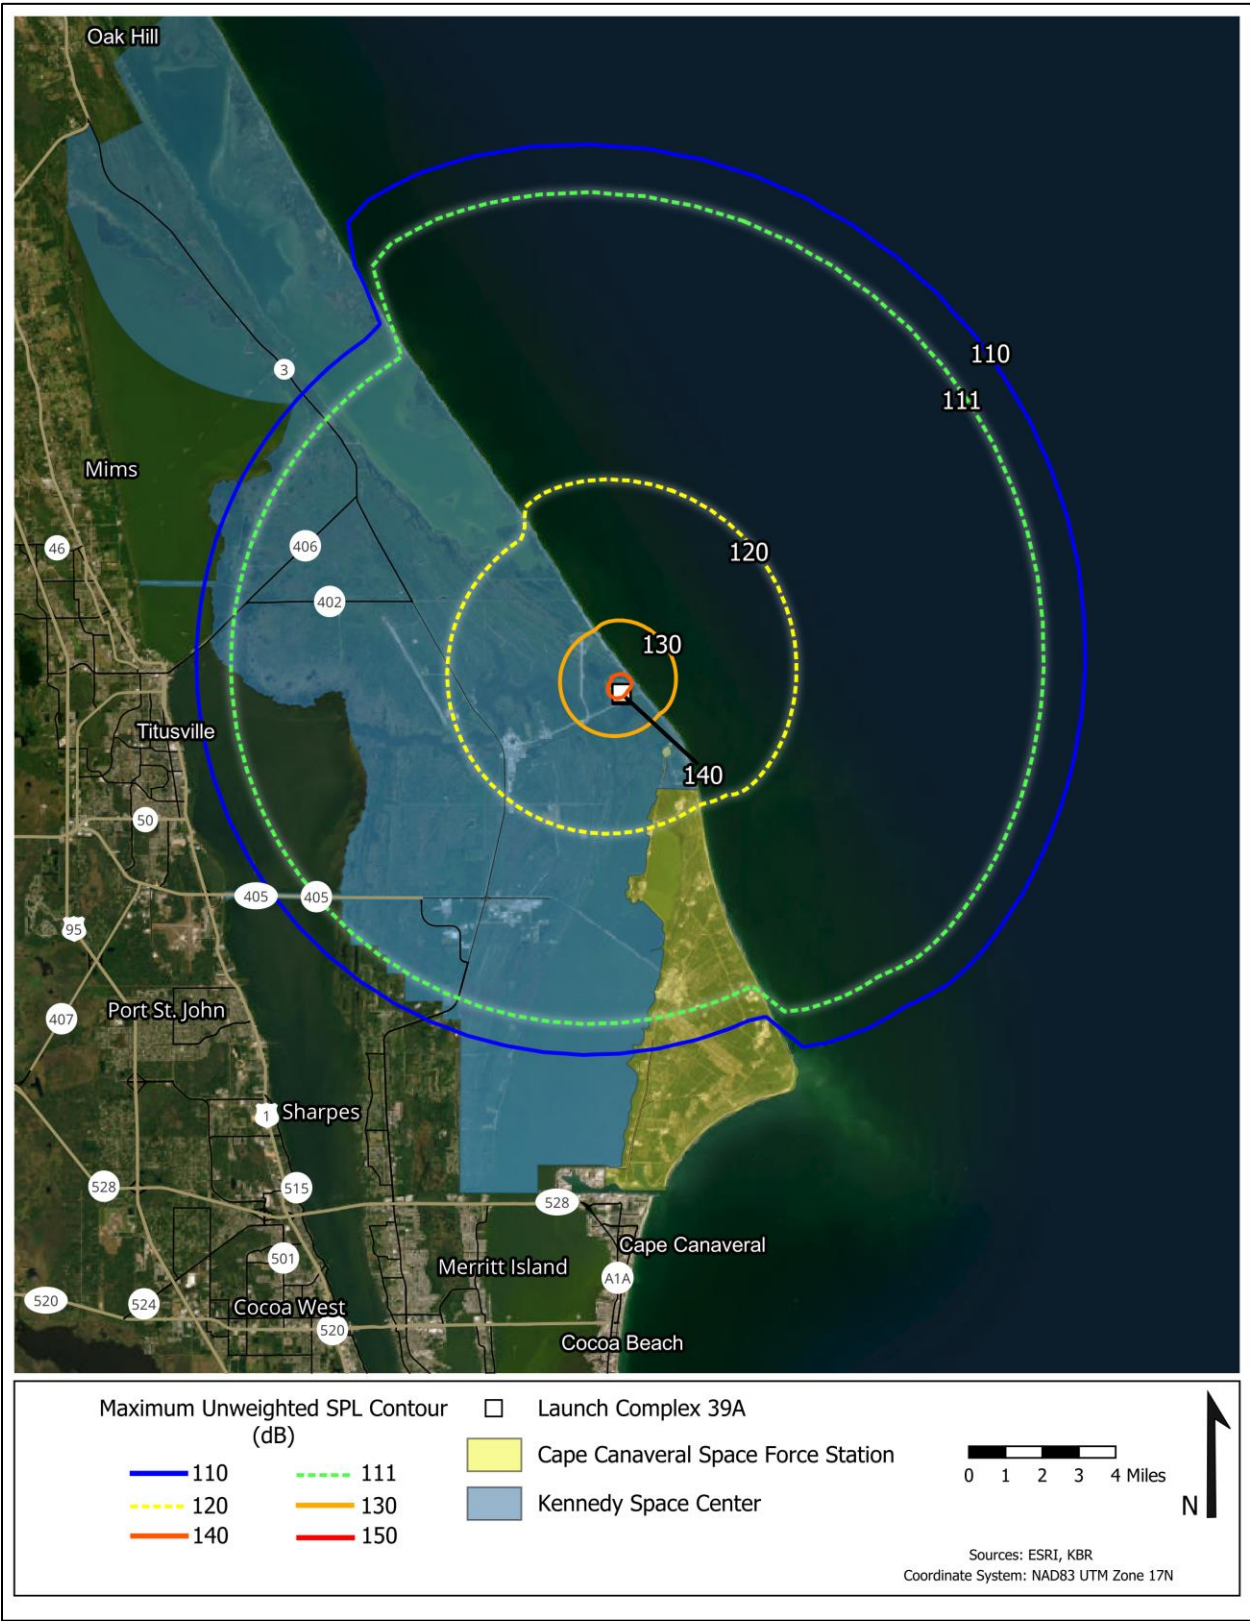 Oak Hill
110
111
3
Mims
46
406
120
402
130
Titusville
140
50
405
405
95
Port St. John
407
1
Sharpes
528
515
528
Cape Canaveral
501
Merritt Island
A1A
520
524
Cocoa West
520
Cocoa Beach
Maximum Unweighted SPL Contour
(dB)
110
111
120
130
140
150
Launch Complex 39A
Cape Canaveral Space Force Station
Kennedy Space Center
0 1 2 3 4 Miles
N
Sources: ESRI, KBR
Coordinate System: NAD83 UTM Zone 17N